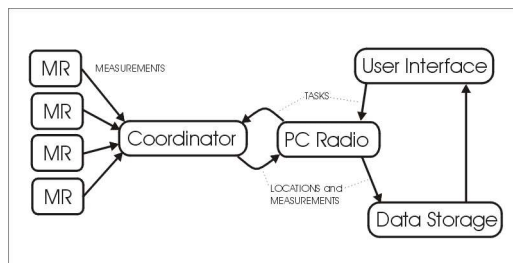 MR
MR
MR
MR
MEASUREMENTS
Coordinator
TASKS
PC Radio
LOCATIONS and
MEASUREMENTS
User Interface
Data Storage